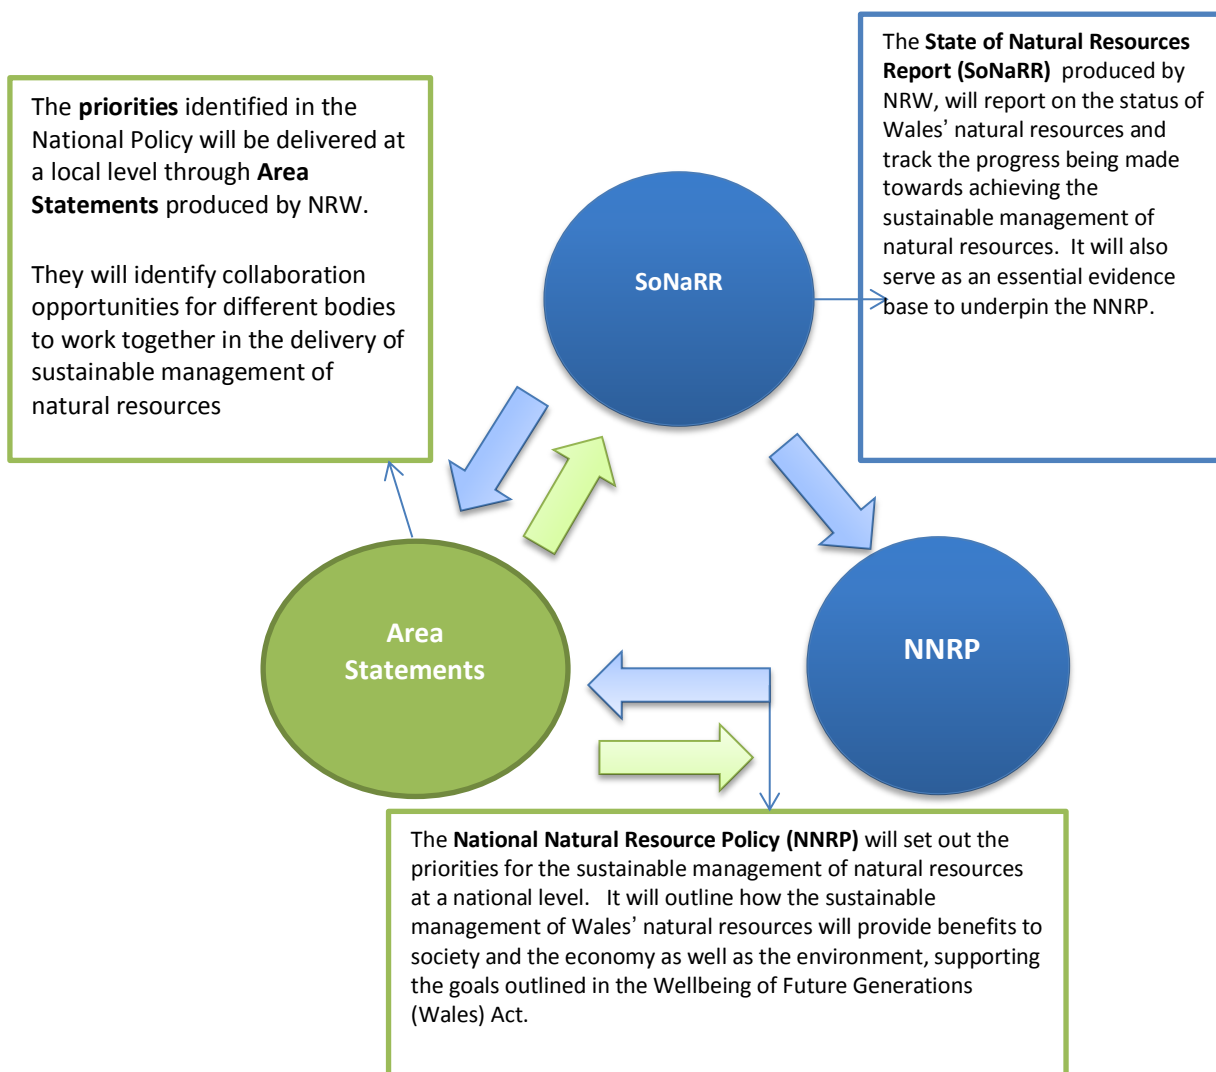 The State of Natural Resources
Report (SoNaRR) produced by
NRW, will report on the status of
Wales’ natural resources and
track the progress being made
towards achieving the
sustainable management of
natural resources. It will also
serve as an essential evidence
base to underpin the NNRP.
The priorities identified in the
National Policy will be delivered at
a local level through Area
Statements produced by NRW.
They will identify collaboration
opportunities for different bodies
to work together in the delivery of
sustainable management of
natural resources
SoNaRR
Area
Statements
NNRP
The National Natural Resource Policy (NNRP) will set out the
priorities for the sustainable management of natural resources
at a national level. It will outline how the sustainable
management of Wales’ natural resources will provide benefits to
society and the economy as well as the environment, supporting
the goals outlined in the Wellbeing of Future Generations
(Wales) Act.